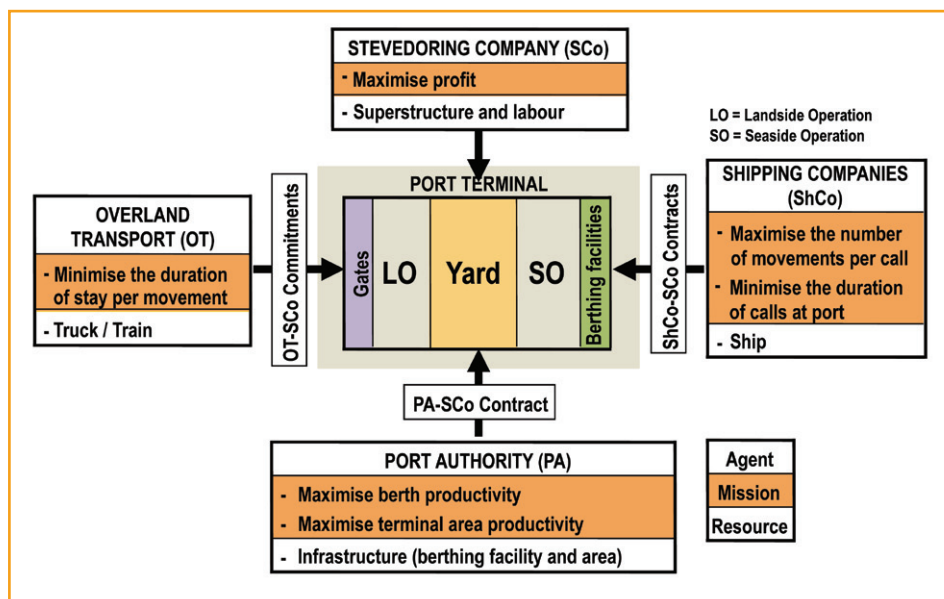 STEVEDORING COMPANY (SCo)
- Maximise profit
- Superstructure and labour
LO = Landside Operation
SO = Seaside Operation
OVERLAND
TRANSPORT (OT)
- Minimise the duration
of stay per movement
- Truck / Train
OT-SCo Commitments
PORT TERMINAL
Gates
LO
Yard
SO
Berthing facilities
ShCo-SCo Contracts
SHIPPING COMPANIES
(ShCo)
- Maximise the number
of movements per call
- Minimise the duration
of calls at port
- Ship
PA-SCo Contract
PORT AUTHORITY (PA)
- Maximise berth productivity
- Maximise terminal area productivity
- Infrastructure (berthing facility and area)
Agent
Mission
Resource